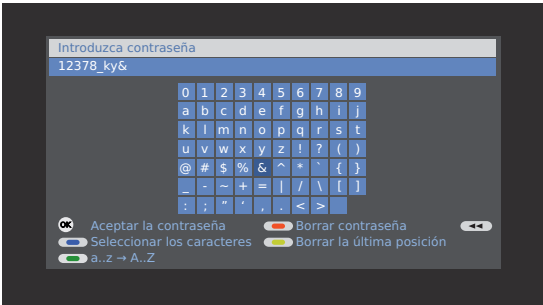 Introduzca contraseña
12378_ky&
0 1 2 3 4 5 6 7 8 9
a b c d e f g h i j
k l m n o p q r s t
u v w x y z ! ? ( )
@ # $ % & ^ * ` { }
_ - ~ + = | / \ [ ]
: ; ” ’ , . < >
OK Aceptar la contraseña Borrar contraseña ◄◄
Seleccionar los caracteres Borrar la última posición
a..z → A..Z